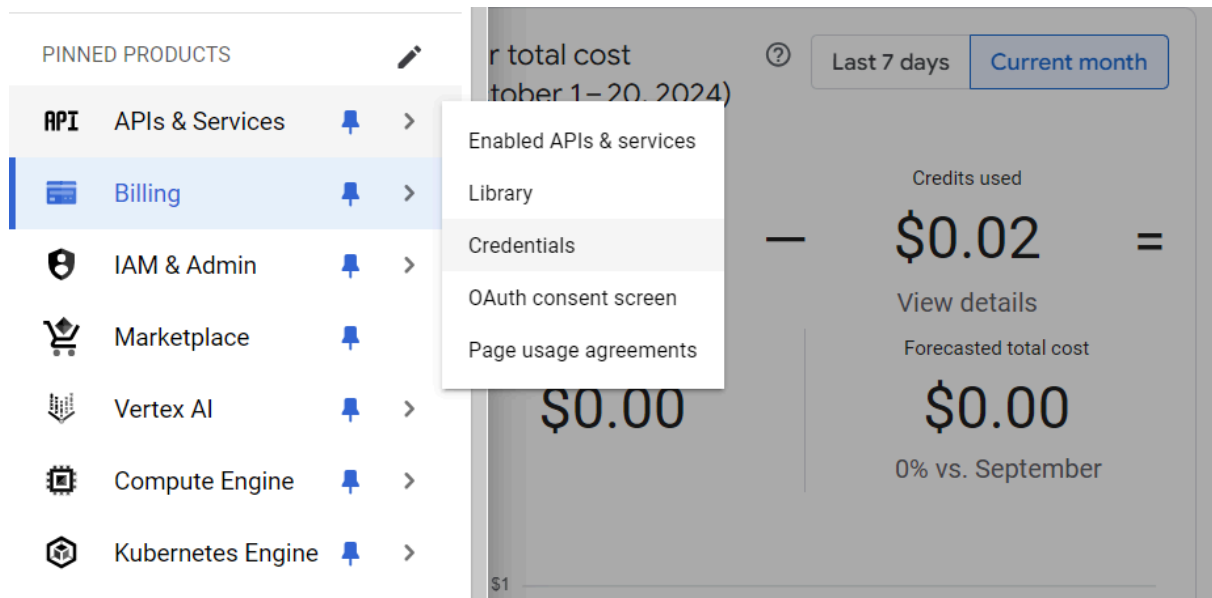 PINNED PRODUCTS
API APIs & Services
Billing
IAM & Admin
Marketplace
Vertex AI
Compute Engine
Kubernetes Engine
Enabled APIs & services
Library
Credentials
OAuth consent screen
Page usage agreements
r total cost
tober 1–20, 2024)
Last 7 days
Current month
Credits used
– $0.02 =
View details
$0.00
Forecasted total cost
$0.00
0% vs. September
$1